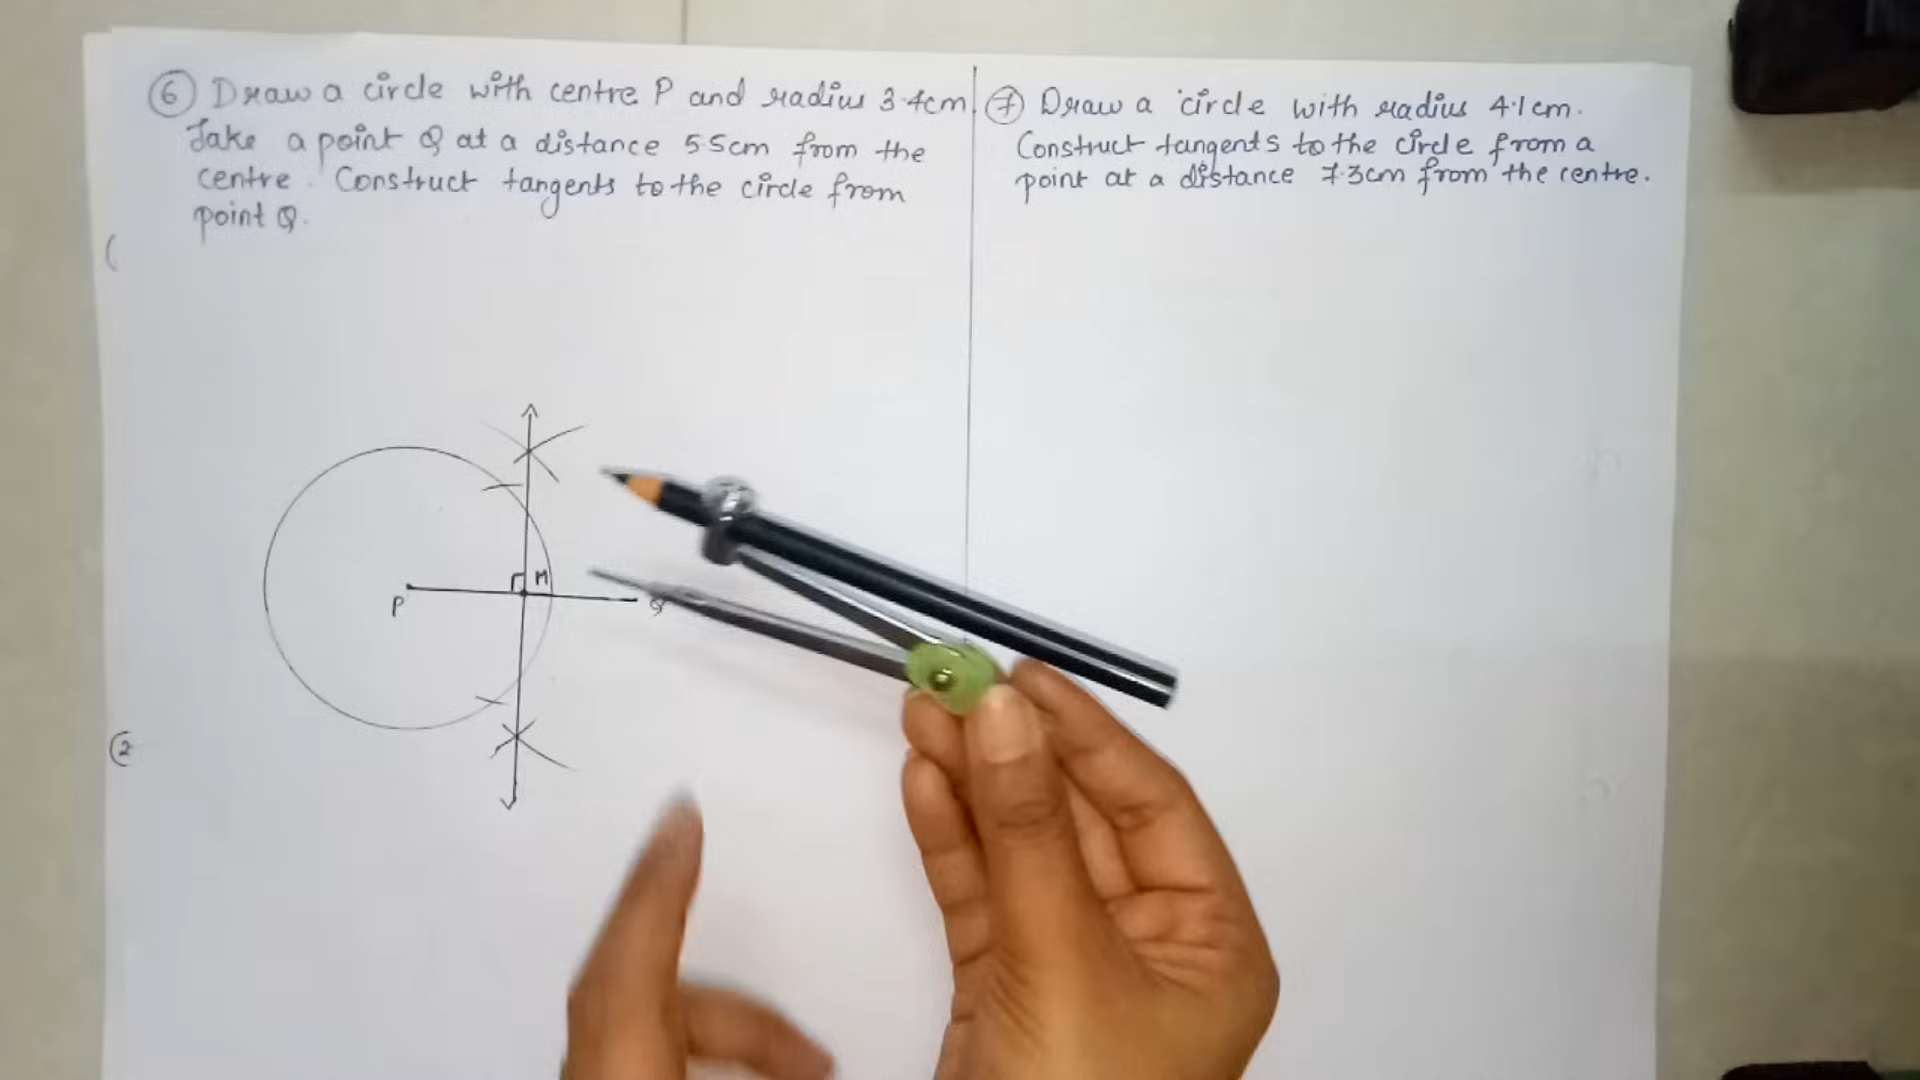 ⑥ Draw a circle with centre P and radius 3.4cm.
Take a point Q at a distance 5.5cm from the
centre. Construct tangents to the circle from
point Q.
⑦ Draw a circle with radius 4.1cm.
Construct tangents to the circle from a
point at a distance 7.3cm from the centre.
(
M
P
Q
②